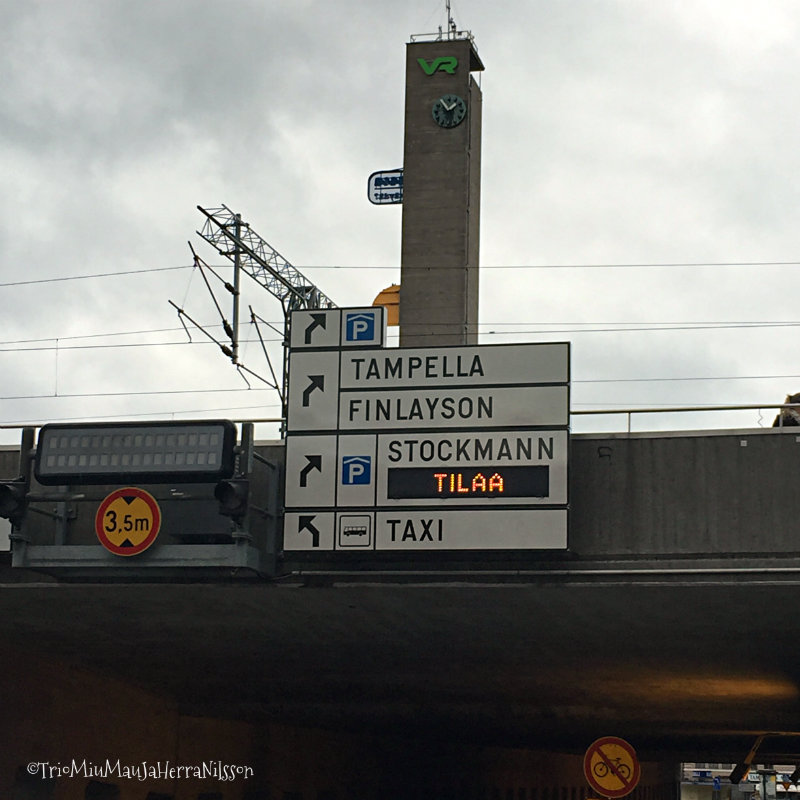 VR
P
TAMPELLA
FINLAYSON
STOCKMANN
P
TILAA
TAXI
3,5m
©TrioMiuMauJaHerraNilsson